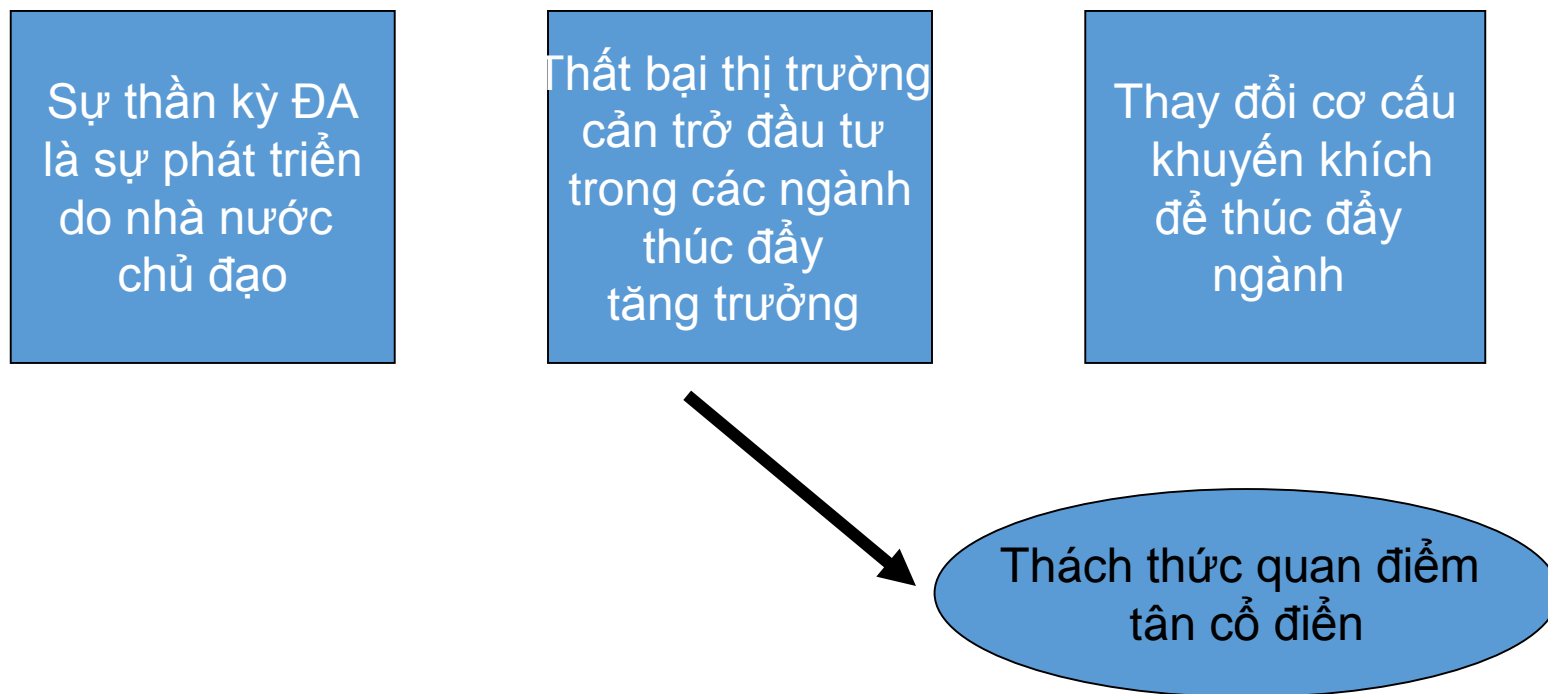 Sự thần kỳ ĐA
là sự phát triển
do nhà nước
chủ đạo
Thất bại thị trường
cản trở đầu tư
trong các ngành
thúc đẩy
tăng trưởng
Thay đổi cơ cấu
khuyến khích
để thúc đẩy
ngành
Thách thức quan điểm
tân cổ điển